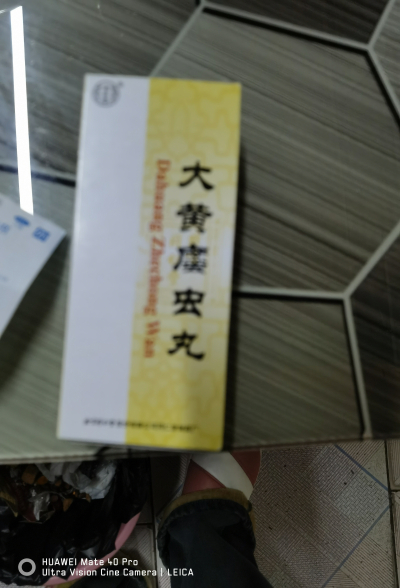 大黄䗪虫丸
Dahuang Zhechong Wan
HUAWEI Mate 40 Pro
Ultra Vision Cine Camera | LEICA